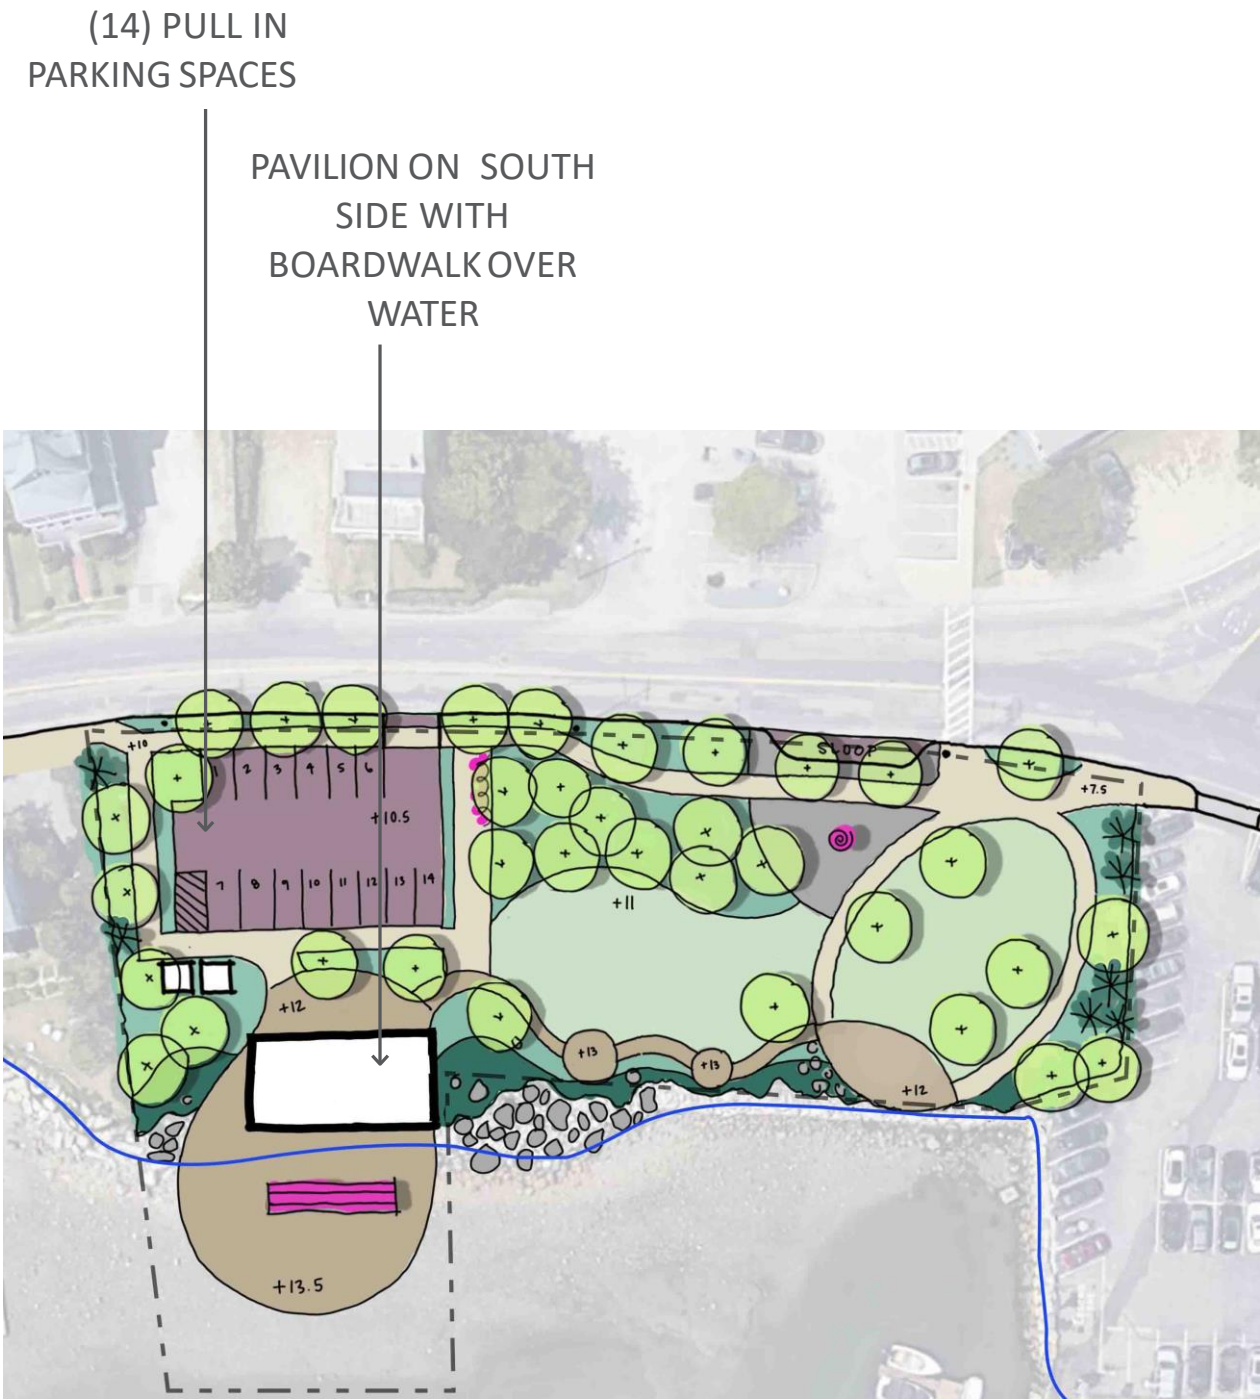 (14) PULL IN
PARKING SPACES
PAVILION ON SOUTH
SIDE WITH
BOARDWALK OVER
WATER
SLOOP
+10
1 2 3 4 5 6
+7.5
+10.5
7 8 9 10 11 12 13 14
+11
+12
+13
+13
+12
+13.5